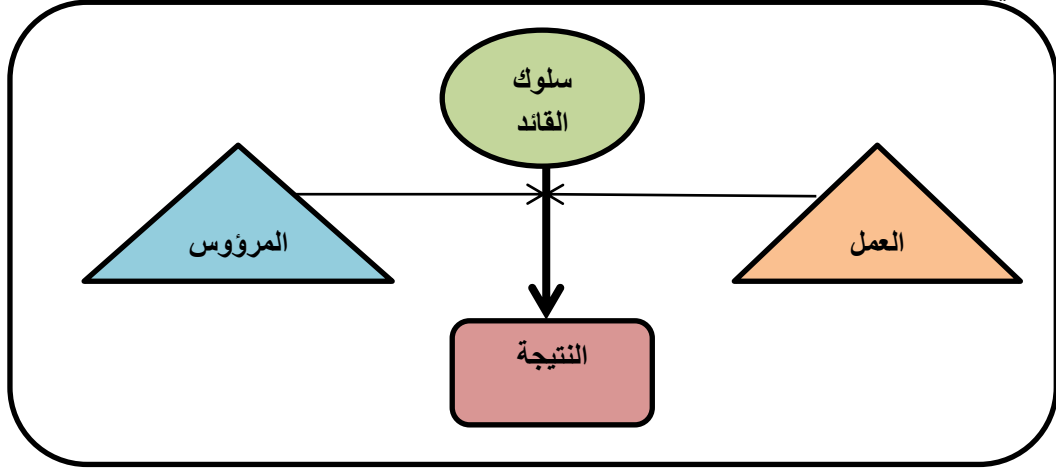 سلوك
القائد
العمل
المرؤوس
النتيجة